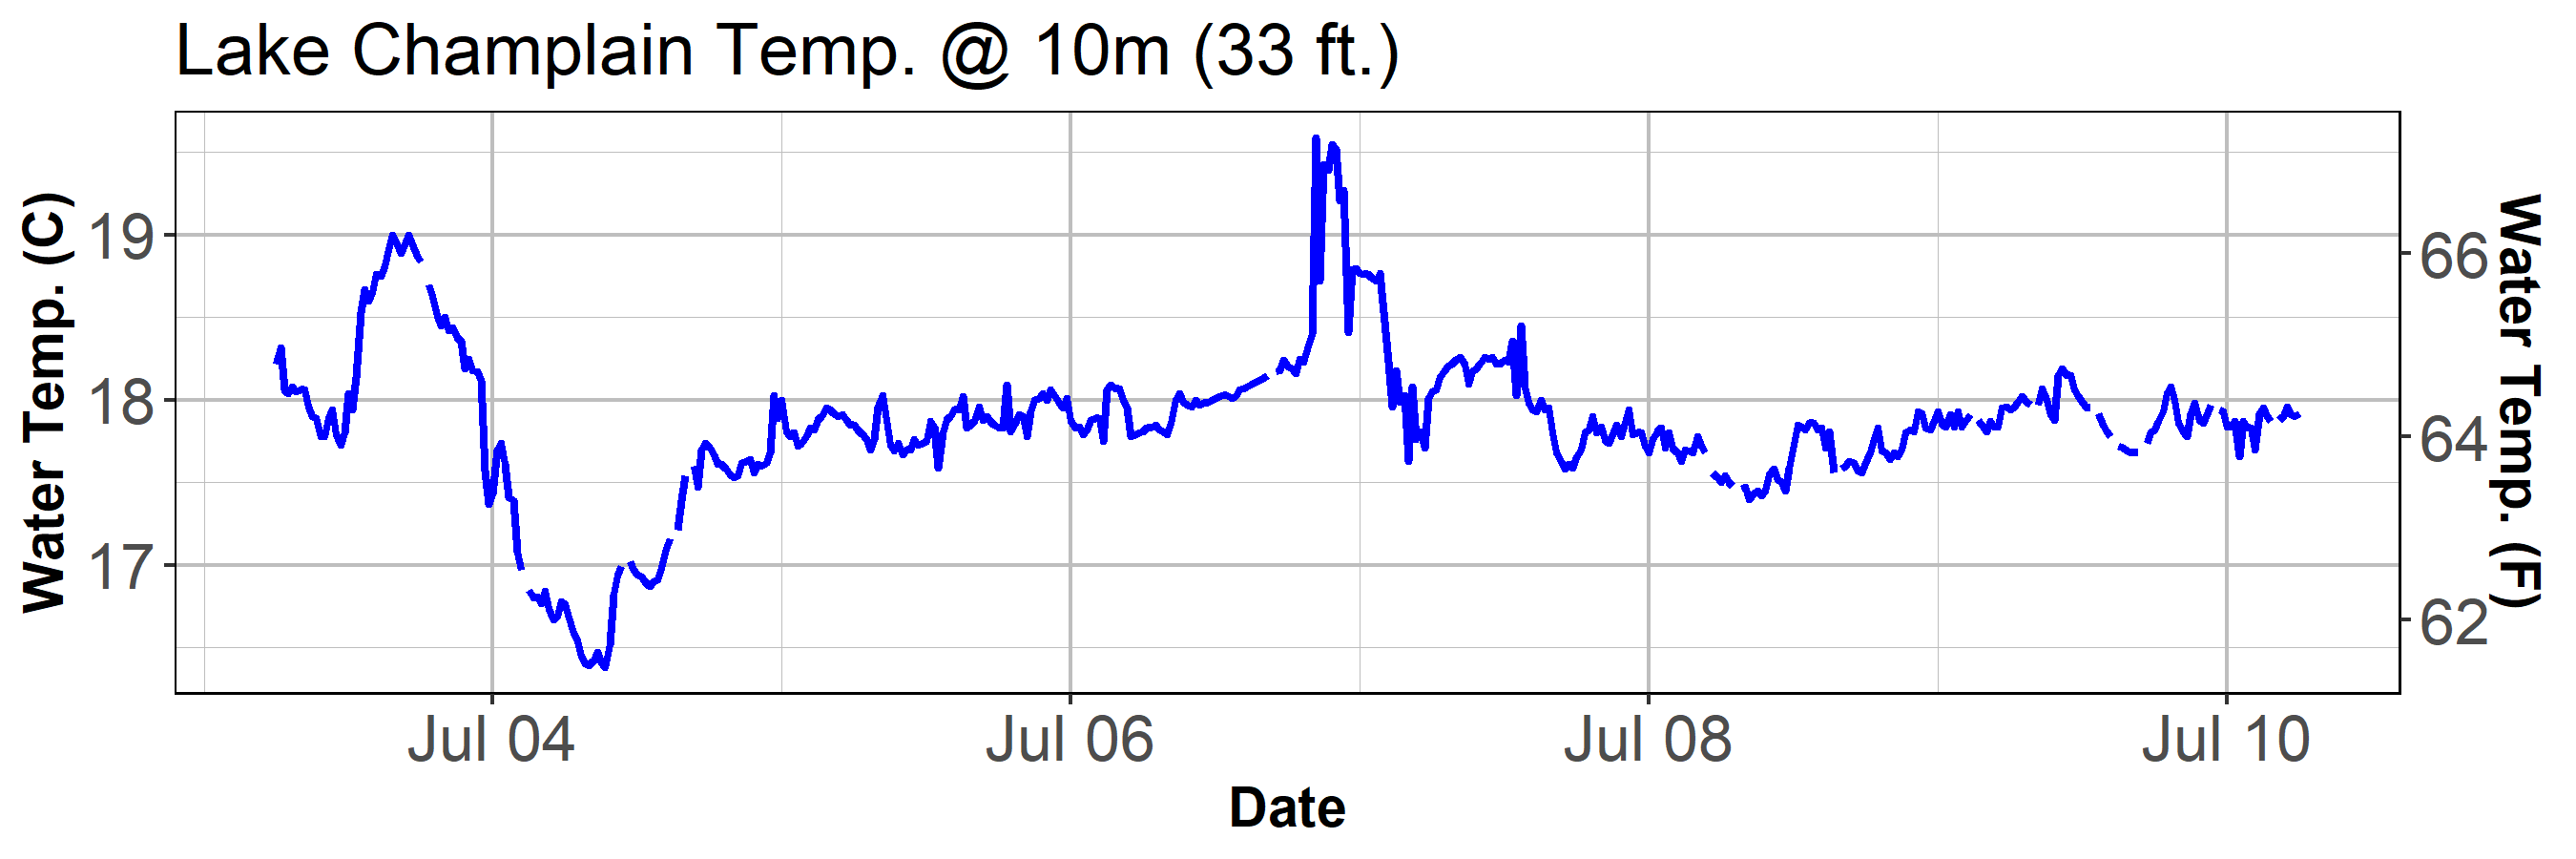 Lake Champlain Temp. @ 10m (33 ft.)
Water Temp. (C)
19
18
17
66
64
62
Water Temp. (F)
Jul 04
Jul 06
Jul 08
Jul 10
Date